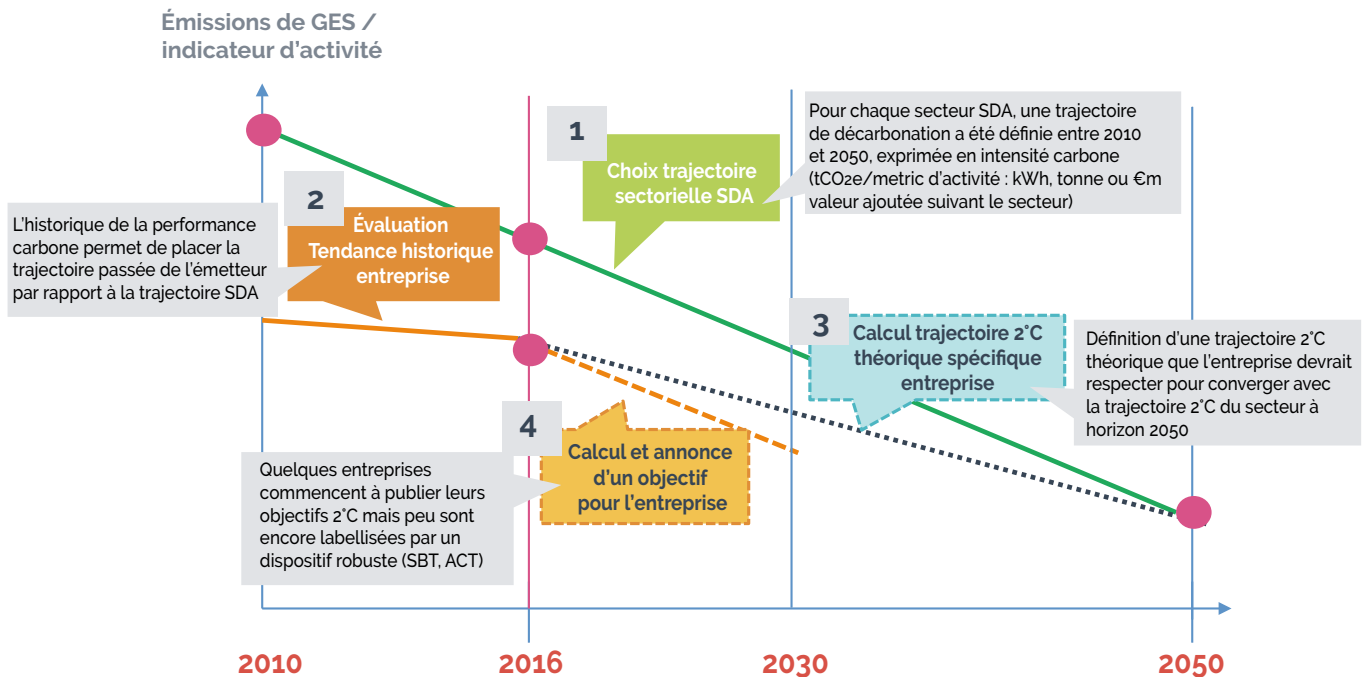 Émissions de GES /
indicateur d’activité
1
Choix trajectoire
sectorielle SDA
Pour chaque secteur SDA, une trajectoire
de décarbonation a été définie entre 2010
et 2050, exprimée en intensité carbone
(tCO2e/metric d’activité : kWh, tonne ou €m
valeur ajoutée suivant le secteur)
2
Évaluation
Tendance historique
entreprise
L’historique de la performance
carbone permet de placer la
trajectoire passée de l’émetteur
par rapport à la trajectoire SDA
3
Calcul trajectoire 2°C
théorique spécifique
entreprise
Définition d’une trajectoire 2°C
théorique que l’entreprise devrait
respecter pour converger avec
la trajectoire 2°C du secteur à
horizon 2050
4
Calcul et annonce
d’un objectif
pour l’entreprise
Quelques entreprises
commencent à publier leurs
objectifs 2°C mais peu sont
encore labellisées par un
dispositif robuste (SBT, ACT)
2010
2016
2030
2050